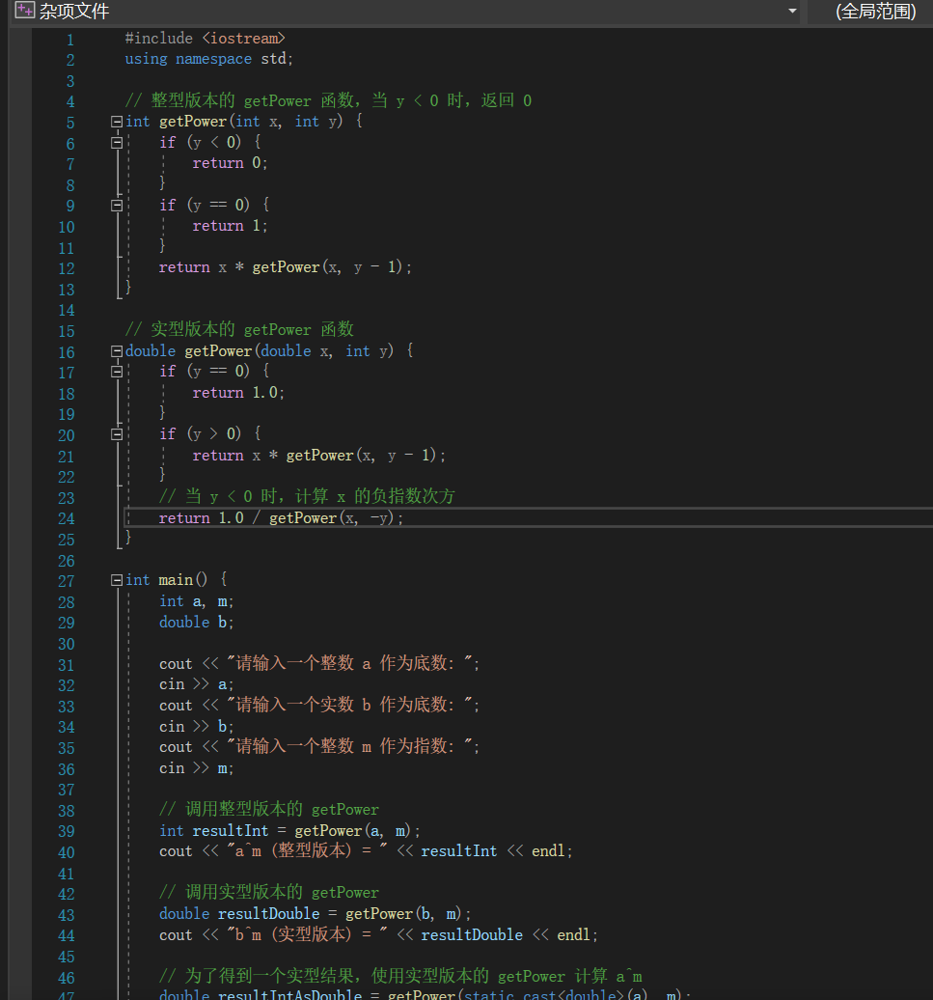 杂项文件 (全局范围)
1 #include <iostream>
2 using namespace std;
3
4 // 整型版本的 getPower 函数，当 y < 0 时，返回 0
5 int getPower(int x, int y) {
6 if (y < 0) {
7 return 0;
8 }
9 if (y == 0) {
10 return 1;
11 }
12 return x * getPower(x, y - 1);
13 }
14
15 // 实型版本的 getPower 函数
16 double getPower(double x, int y) {
17 if (y == 0) {
18 return 1.0;
19 }
20 if (y > 0) {
21 return x * getPower(x, y - 1);
22 }
23 // 当 y < 0 时，计算 x 的负指数次方
24 return 1.0 / getPower(x, -y);
25 }
26
27 int main() {
28 int a, m;
29 double b;
30
31 cout << "请输入一个整数 a 作为底数: ";
32 cin >> a;
33 cout << "请输入一个实数 b 作为底数: ";
34 cin >> b;
35 cout << "请输入一个整数 m 作为指数: ";
36 cin >> m;
37
38 // 调用整型版本的 getPower
39 int resultInt = getPower(a, m);
40 cout << "a^m (整型版本) = " << resultInt << endl;
41
42 // 调用实型版本的 getPower
43 double resultDouble = getPower(b, m);
44 cout << "b^m (实型版本) = " << resultDouble << endl;
45
46 // 为了得到一个实型结果，使用实型版本的 getPower 计算 a^m
47 double resultIntAsDouble = getPower(static_cast<double>(a), m);